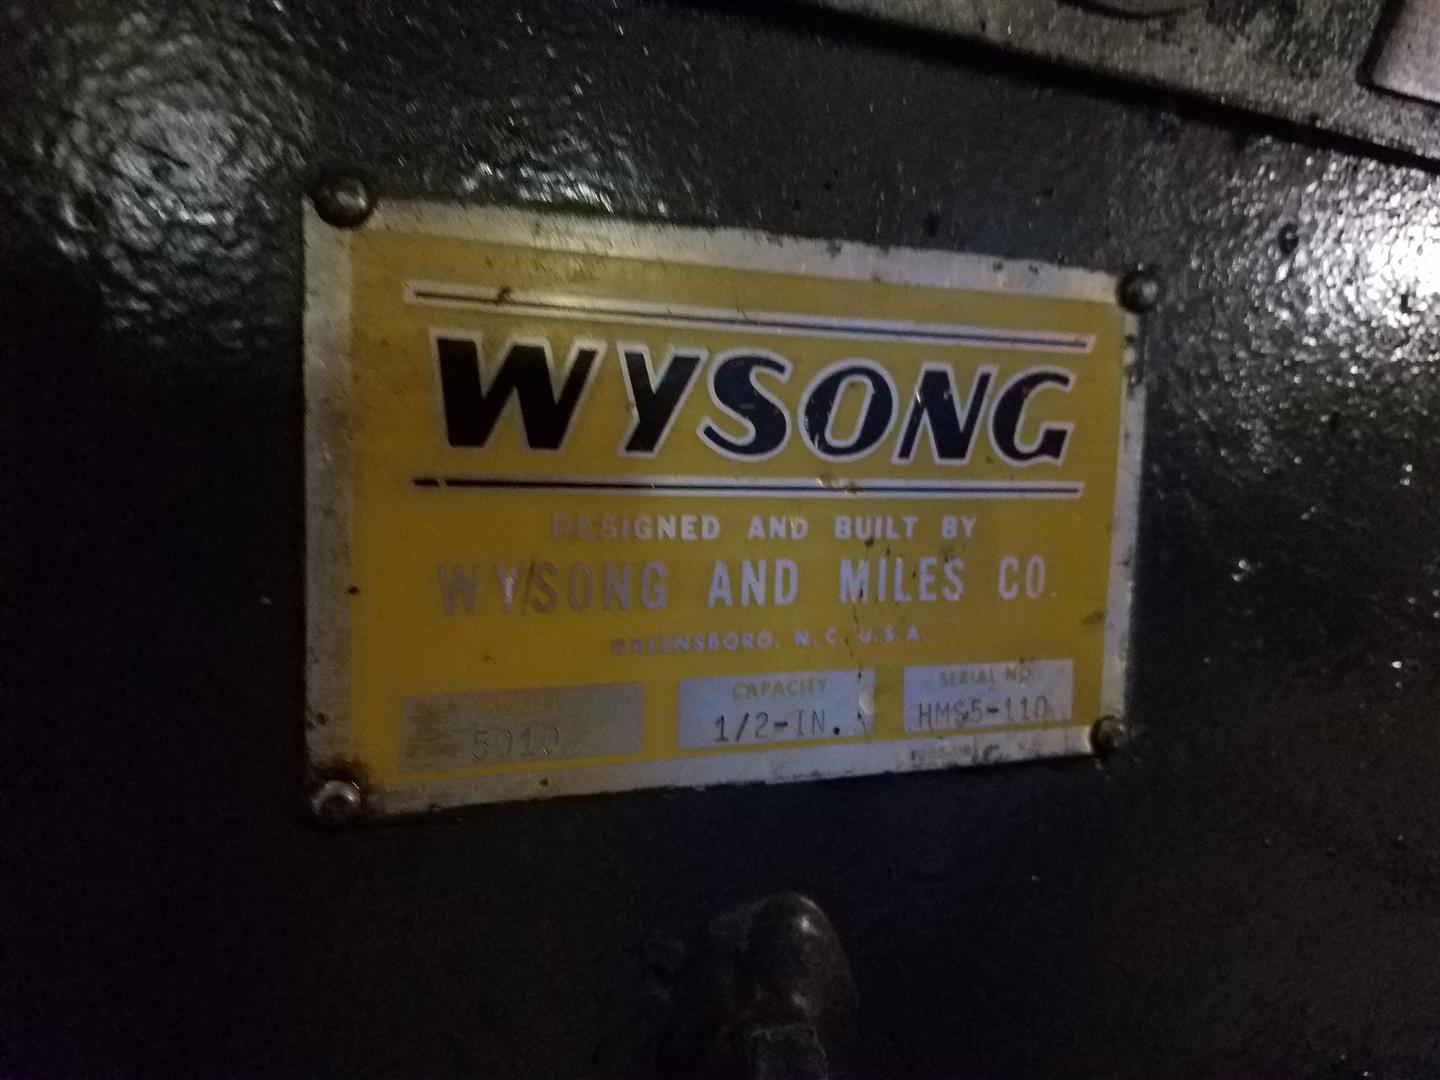 WYSONG
DESIGNED AND BUILT BY
WYSONG AND MILES CO.
GREENSBORO, N.C. U.S.A.
MODEL CAPACITY SERIAL NO.
5010 1/2-IN. HMS5-110